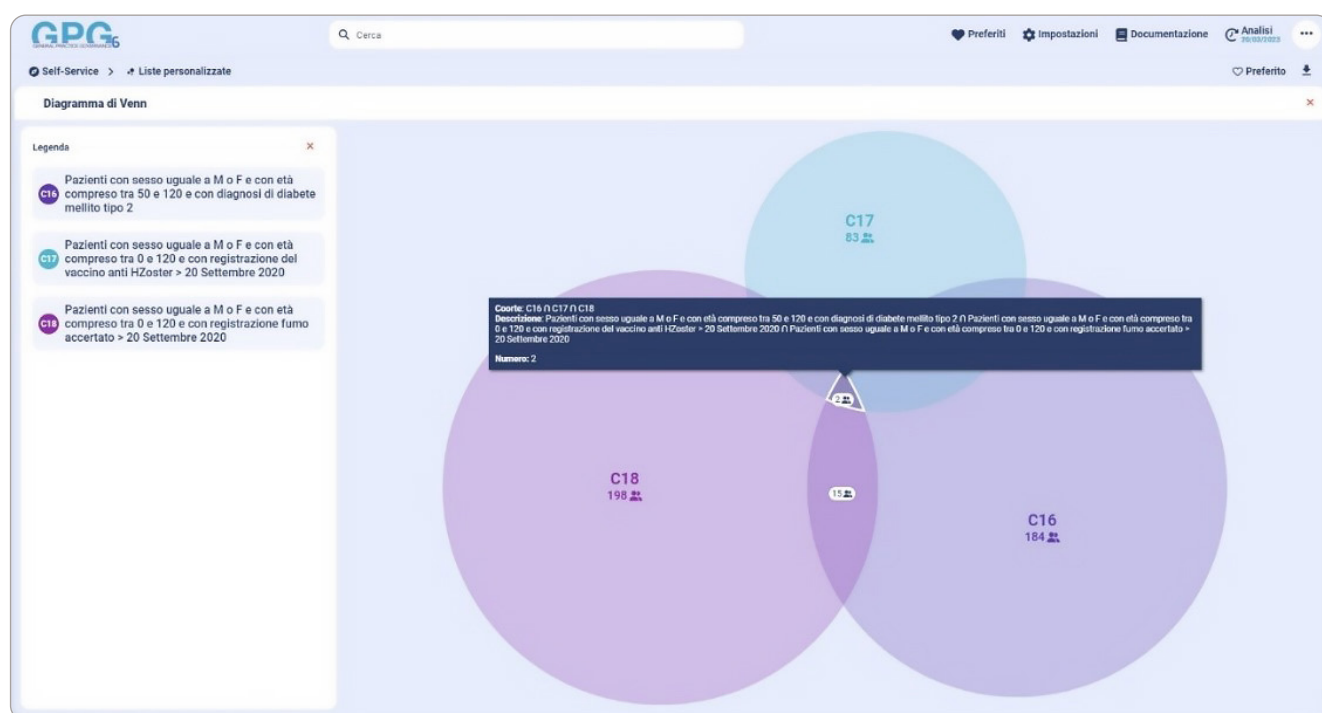 GPG6
GENERAL PRACTICE GOVERNANCE
Cerca
Preferiti
Impostazioni
Documentazione
Analisi
20/03/2023
Self-Service > Liste personalizzate
Preferito
Diagramma di Venn
Legenda
C16
Pazienti con sesso uguale a M o F e con età
compreso tra 50 e 120 e con diagnosi di diabete
mellito tipo 2
C17
Pazienti con sesso uguale a M o F e con età
compreso tra 0 e 120 e con registrazione del
vaccino anti HZoster > 20 Settembre 2020
C18
Pazienti con sesso uguale a M o F e con età
compreso tra 0 e 120 e con registrazione fumo
accertato > 20 Settembre 2020
C17
83
Coorte: C16 ∩ C17 ∩ C18
Descrizione: Pazienti con sesso uguale a M o F e con età compreso tra 50 e 120 e con diagnosi di diabete mellito tipo 2 ∩ Pazienti con sesso uguale a M o F e con età compreso tra
0 e 120 e con registrazione del vaccino anti HZoster > 20 Settembre 2020 ∩ Pazienti con sesso uguale a M o F e con età compreso tra 0 e 120 e con registrazione fumo accertato >
20 Settembre 2020
Numero: 2
2
C18
198
15
C16
184